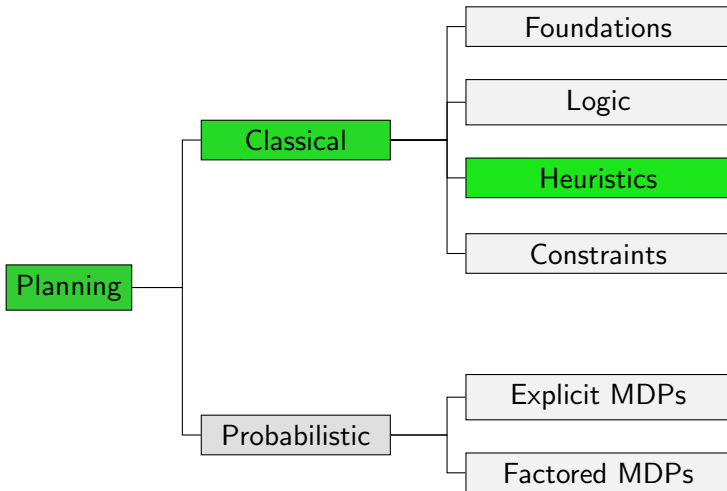 Foundations
Logic
Classical
Heuristics
Constraints
Planning
Explicit MDPs
Probabilistic
Factored MDPs